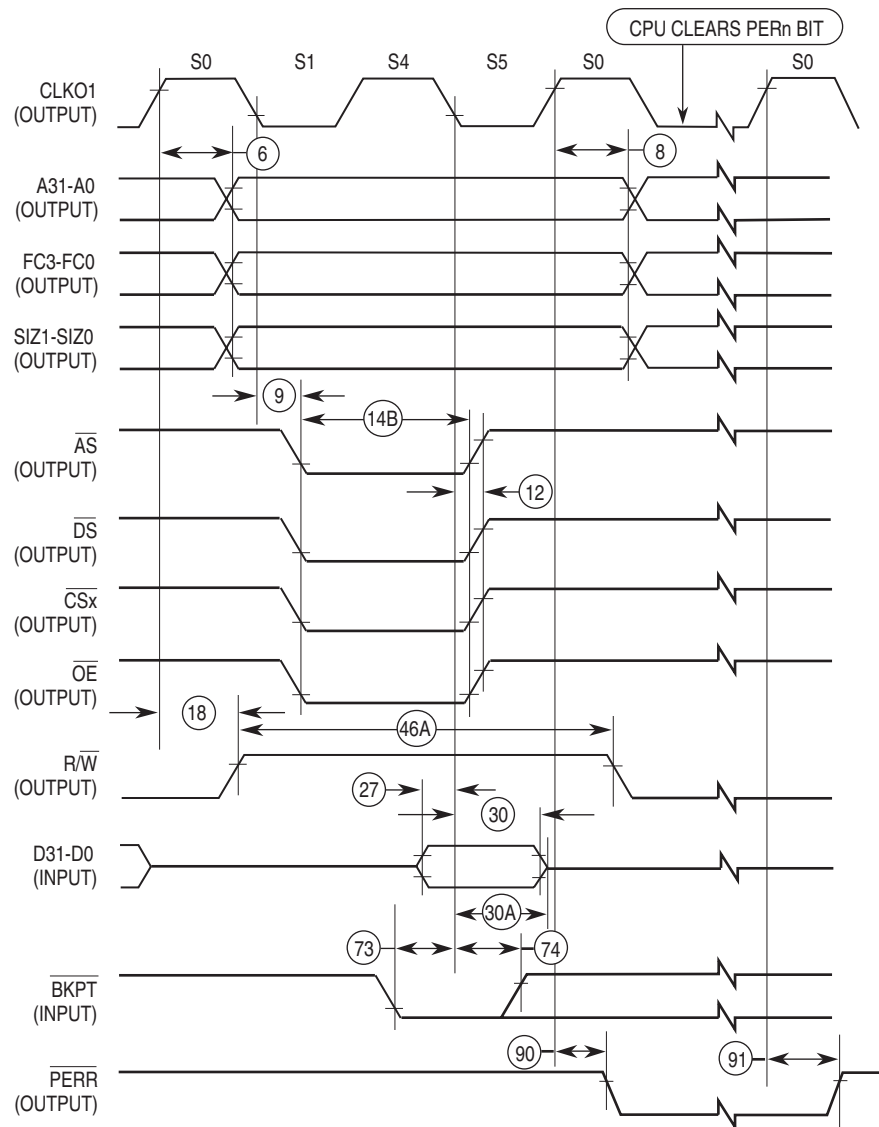 CPU CLEARS PERn BIT
S0 S1 S4 S5 S0 S0
CLKO1
(OUTPUT)
6 8
A31-A0
(OUTPUT)
FC3-FC0
(OUTPUT)
SIZ1-SIZ0
(OUTPUT)
9
14B
AS
(OUTPUT)
12
DS
(OUTPUT)
CSx
(OUTPUT)
OE
(OUTPUT)
18
46A
R/W
(OUTPUT)
27
30
D31-D0
(INPUT)
30A
73 74
BKPT
(INPUT)
90 91
PERR
(OUTPUT)